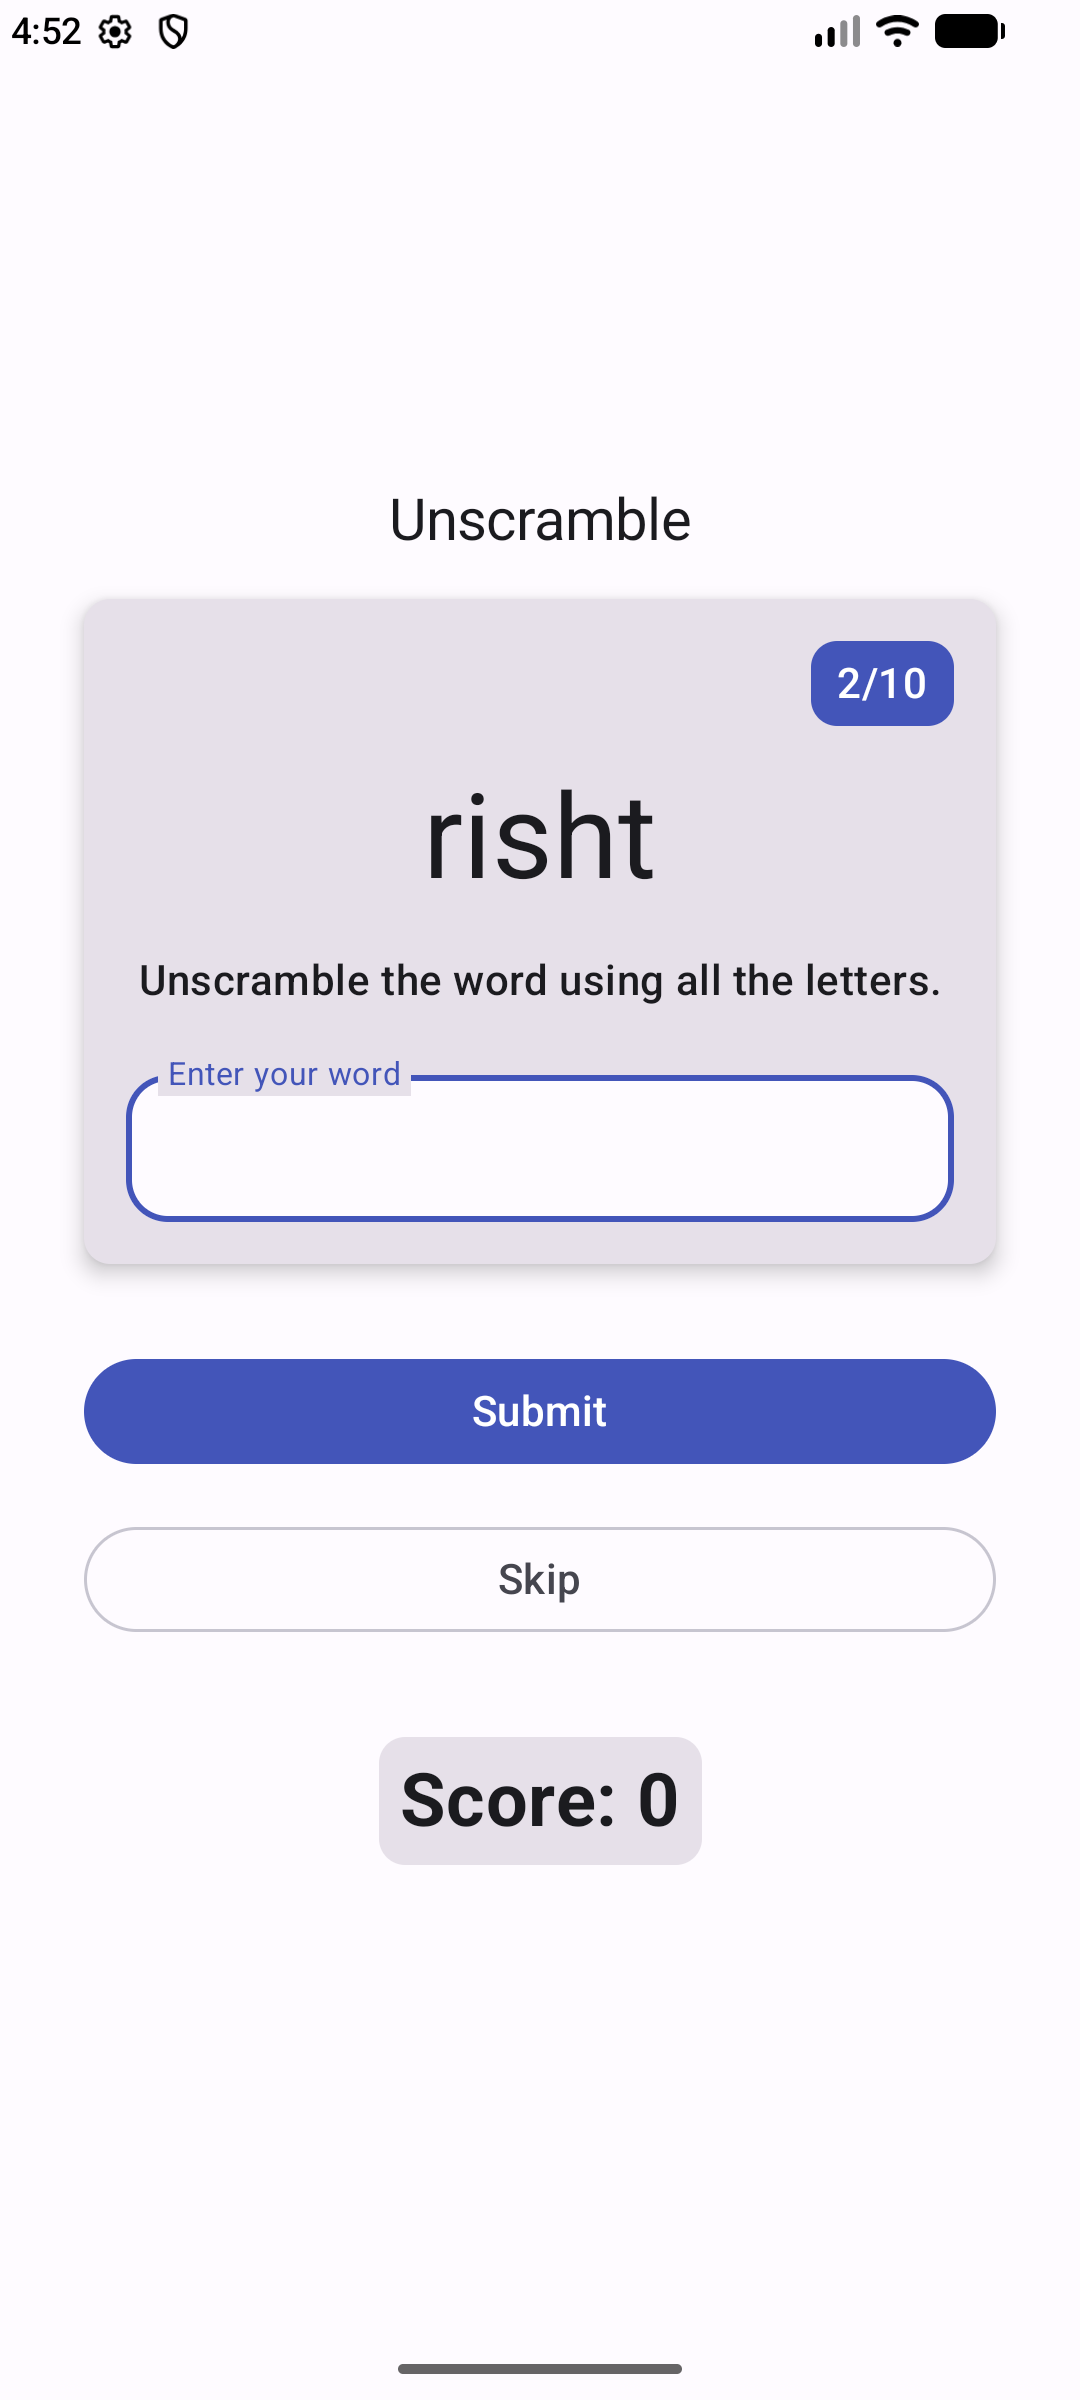 4:52
Unscramble
2/10
risht
Unscramble the word using all the letters.
Enter your word
Submit
Skip
Score: 0